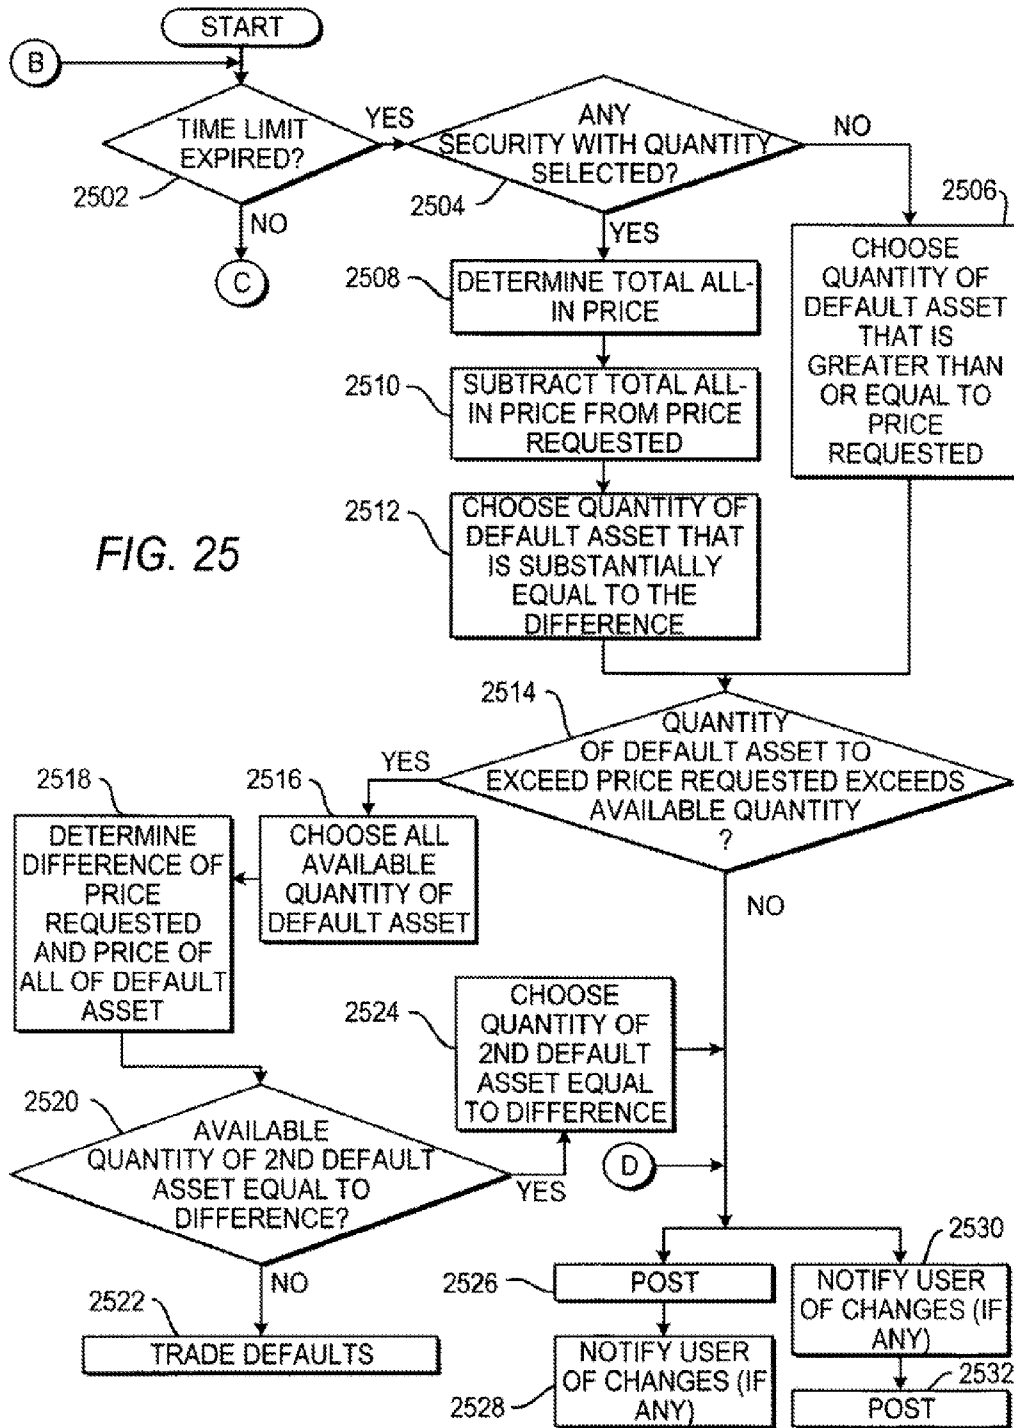 START
B
TIME LIMIT
EXPIRED?
2502
YES
NO
C
ANY
SECURITY WITH QUANTITY
SELECTED?
2504
NO
YES
2506
CHOOSE
QUANTITY OF
DEFAULT ASSET
THAT IS
GREATER THAN
OR EQUAL TO
PRICE
REQUESTED
2508
DETERMINE TOTAL ALL-
IN PRICE
2510
SUBTRACT TOTAL ALL-
IN PRICE FROM PRICE
REQUESTED
2512
CHOOSE QUANTITY OF
DEFAULT ASSET THAT
IS SUBSTANTIALLY
EQUAL TO THE
DIFFERENCE
FIG. 25
2514
QUANTITY
OF DEFAULT ASSET TO
EXCEED PRICE REQUESTED EXCEEDS
AVAILABLE QUANTITY
?
YES
NO
2516
CHOOSE ALL
AVAILABLE
QUANTITY OF
DEFAULT ASSET
2518
DETERMINE
DIFFERENCE OF
PRICE
REQUESTED
AND PRICE OF
ALL OF DEFAULT
ASSET
2520
AVAILABLE
QUANTITY OF 2ND DEFAULT
ASSET EQUAL TO
DIFFERENCE?
YES
NO
2522
TRADE DEFAULTS
2524
CHOOSE
QUANTITY OF
2ND DEFAULT
ASSET EQUAL
TO DIFFERENCE
D
2526
POST
2528
NOTIFY USER
OF CHANGES (IF
ANY)
2530
NOTIFY USER
OF CHANGES (IF
ANY)
2532
POST